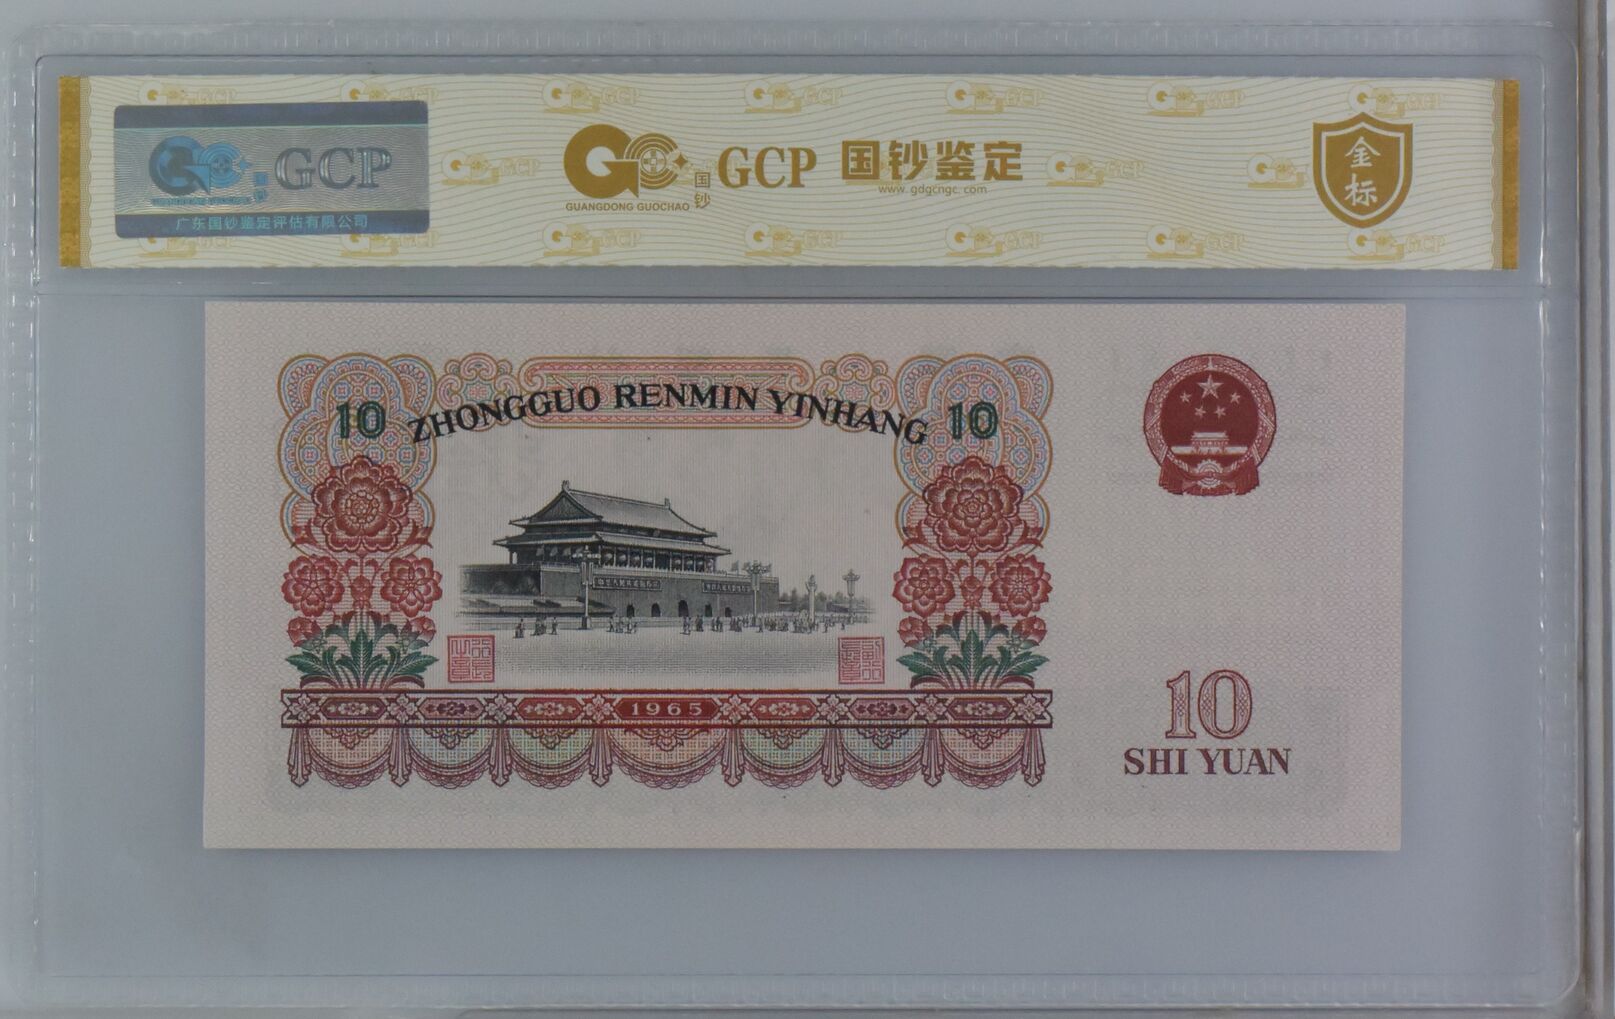 GCP
广东国钞鉴定评估有限公司
GUANGDONG GUOCHAO
国钞
GCP 国钞鉴定
www.gdgcngc.com
金标
10 ZHONGGUO RENMIN YINHANG 10
1965
10
SHI YUAN